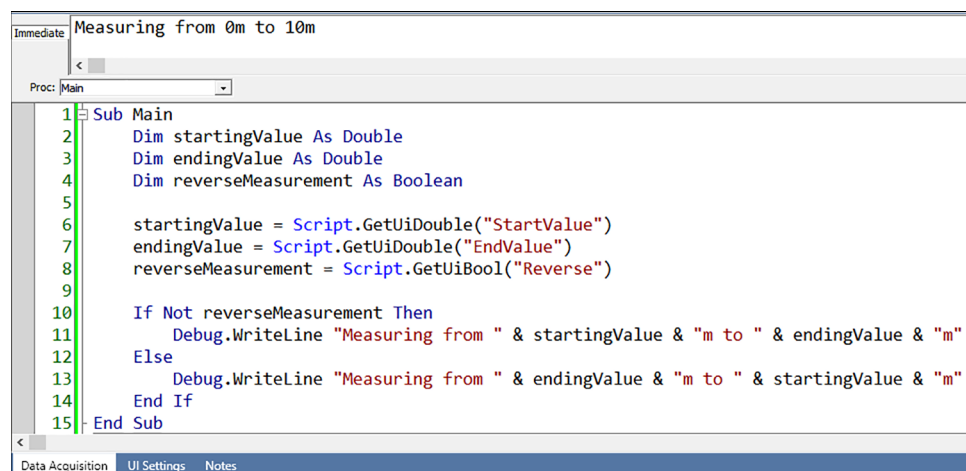 Immediate Measuring from 0m to 10m
Proc: Main
1 Sub Main
2 Dim startingValue As Double
3 Dim endingValue As Double
4 Dim reverseMeasurement As Boolean
5
6 startingValue = Script.GetUiDouble("StartValue")
7 endingValue = Script.GetUiDouble("EndValue")
8 reverseMeasurement = Script.GetUiBool("Reverse")
9
10 If Not reverseMeasurement Then
11 Debug.WriteLine "Measuring from " & startingValue & "m to " & endingValue & "m"
12 Else
13 Debug.WriteLine "Measuring from " & endingValue & "m to " & startingValue & "m"
14 End If
15 End Sub
Data Acquisition UI Settings Notes